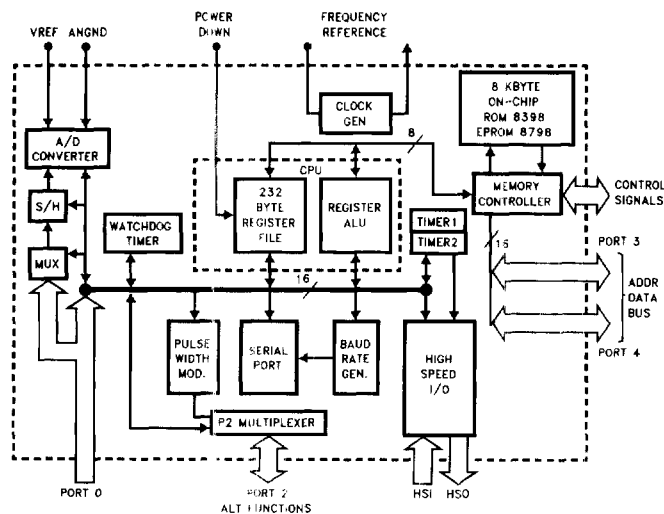 VREF ANGND
POWER
DOWN
FREQUENCY
REFERENCE
CLOCK
GEN
8 KBYTE
ON-CHIP
ROM 8398
EPROM 8798
A/D
CONVERTER
S/H
MUX
WATCHDOG
TIMER
CPU
232
BYTE
REGISTER
FILE
REGISTER
ALU
8
MEMORY
CONTROLLER
CONTROL
SIGNALS
TIMER1
TIMER2
16
PORT 3
ADDR
DATA
BUS
PORT 4
16
PULSE
WIDTH
MOD.
SERIAL
PORT
BAUD
RATE
GEN.
HIGH
SPEED
I/O
P2 MULTIPLEXER
PORT 0
PORT 2
ALT FUNCTIONS
HSI
HSO